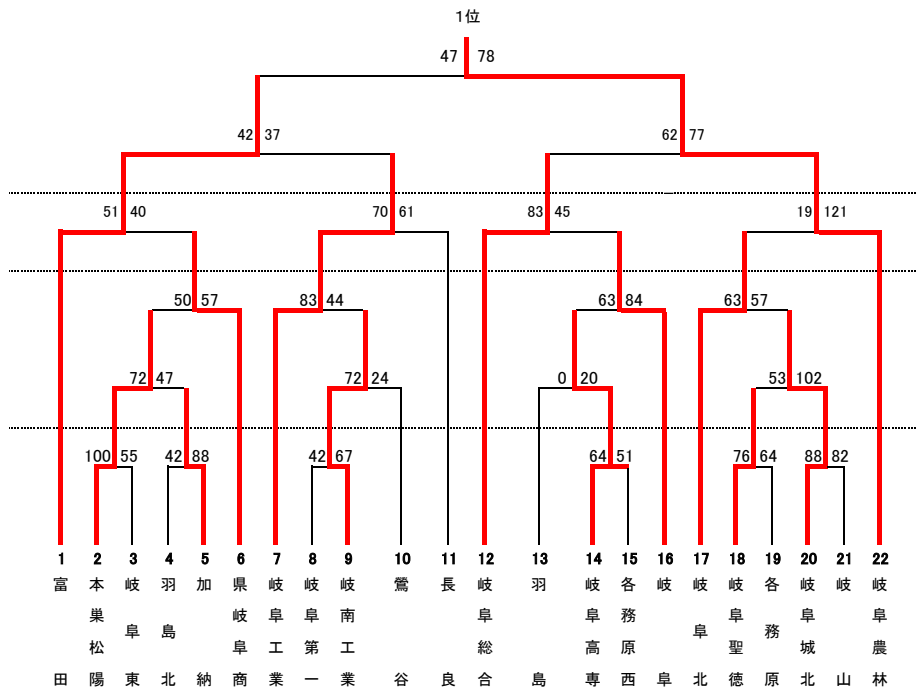 1位
47 78
42 37 62 77
51 40 70 61 83 45 19 121
50 57 83 44 63 84 63 57
72 47 72 24 0 20 53 102
100 55 42 88 42 67 64 51 76 64 88 82
1 2 3 4 5 6 7 8 9 10 11 12 13 14 15 16 17 18 19 20 21 22
富田
本巣松陽
岐阜東
羽島北
加納
県岐阜商
岐阜工業
岐阜第一
岐南工業
鶯谷
長良
岐阜総合
羽島
岐阜高専
各務原西
岐阜
岐阜北
岐阜聖徳
各務原
岐阜城北
岐山
岐阜農林